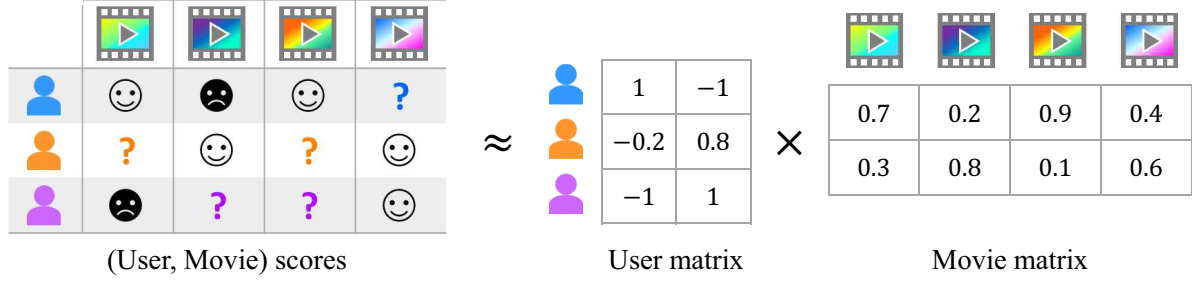 ?
? ?
? ?
≈
1 −1
−0.2 0.8
−1 1
×
0.7 0.2 0.9 0.4
0.3 0.8 0.1 0.6
(User, Movie) scores
User matrix
Movie matrix